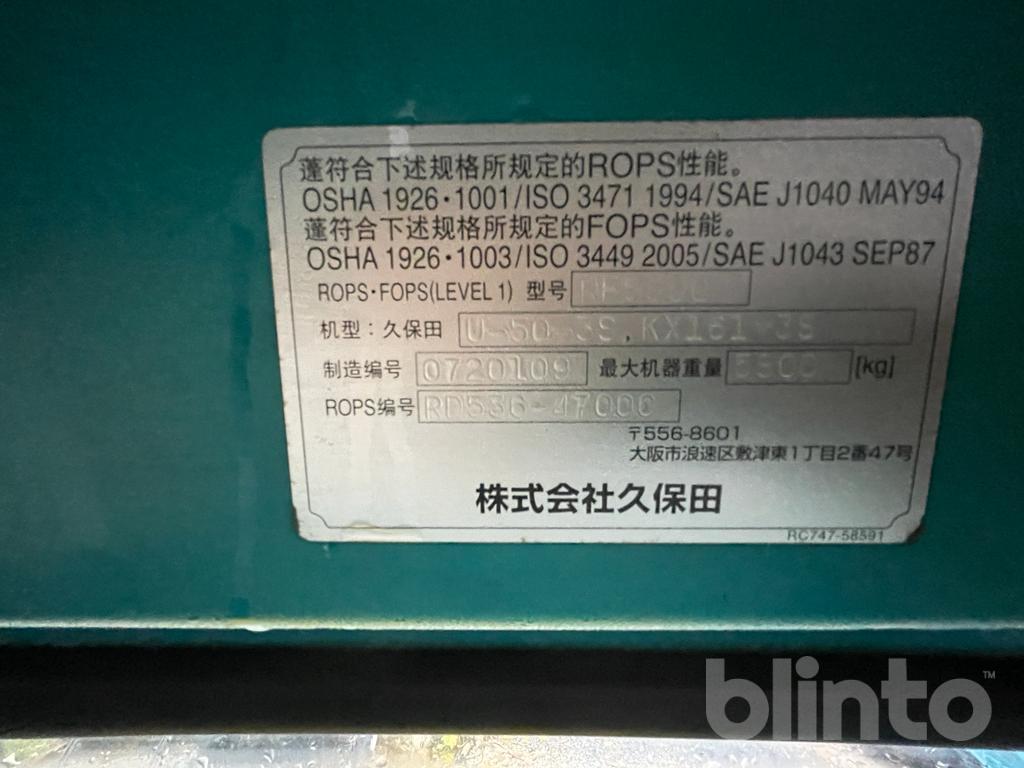 蓬符合下述规格所规定的ROPS性能。
OSHA 1926・1001/ISO 3471 1994/SAE J1040 MAY94
蓬符合下述规格所规定的FOPS性能。
OSHA 1926・1003/ISO 3449 2005/SAE J1043 SEP87
ROPS・FOPS(LEVEL 1) 型号
机型：久保田 U-50-3S, KX161-3S
制造编号 0720109 最大机器重量 [kg]
ROPS编号 RD536-47000
〒556-8601
大阪市浪速区敷津東1丁目2番47号
株式会社久保田
RC747-58591
blinto™